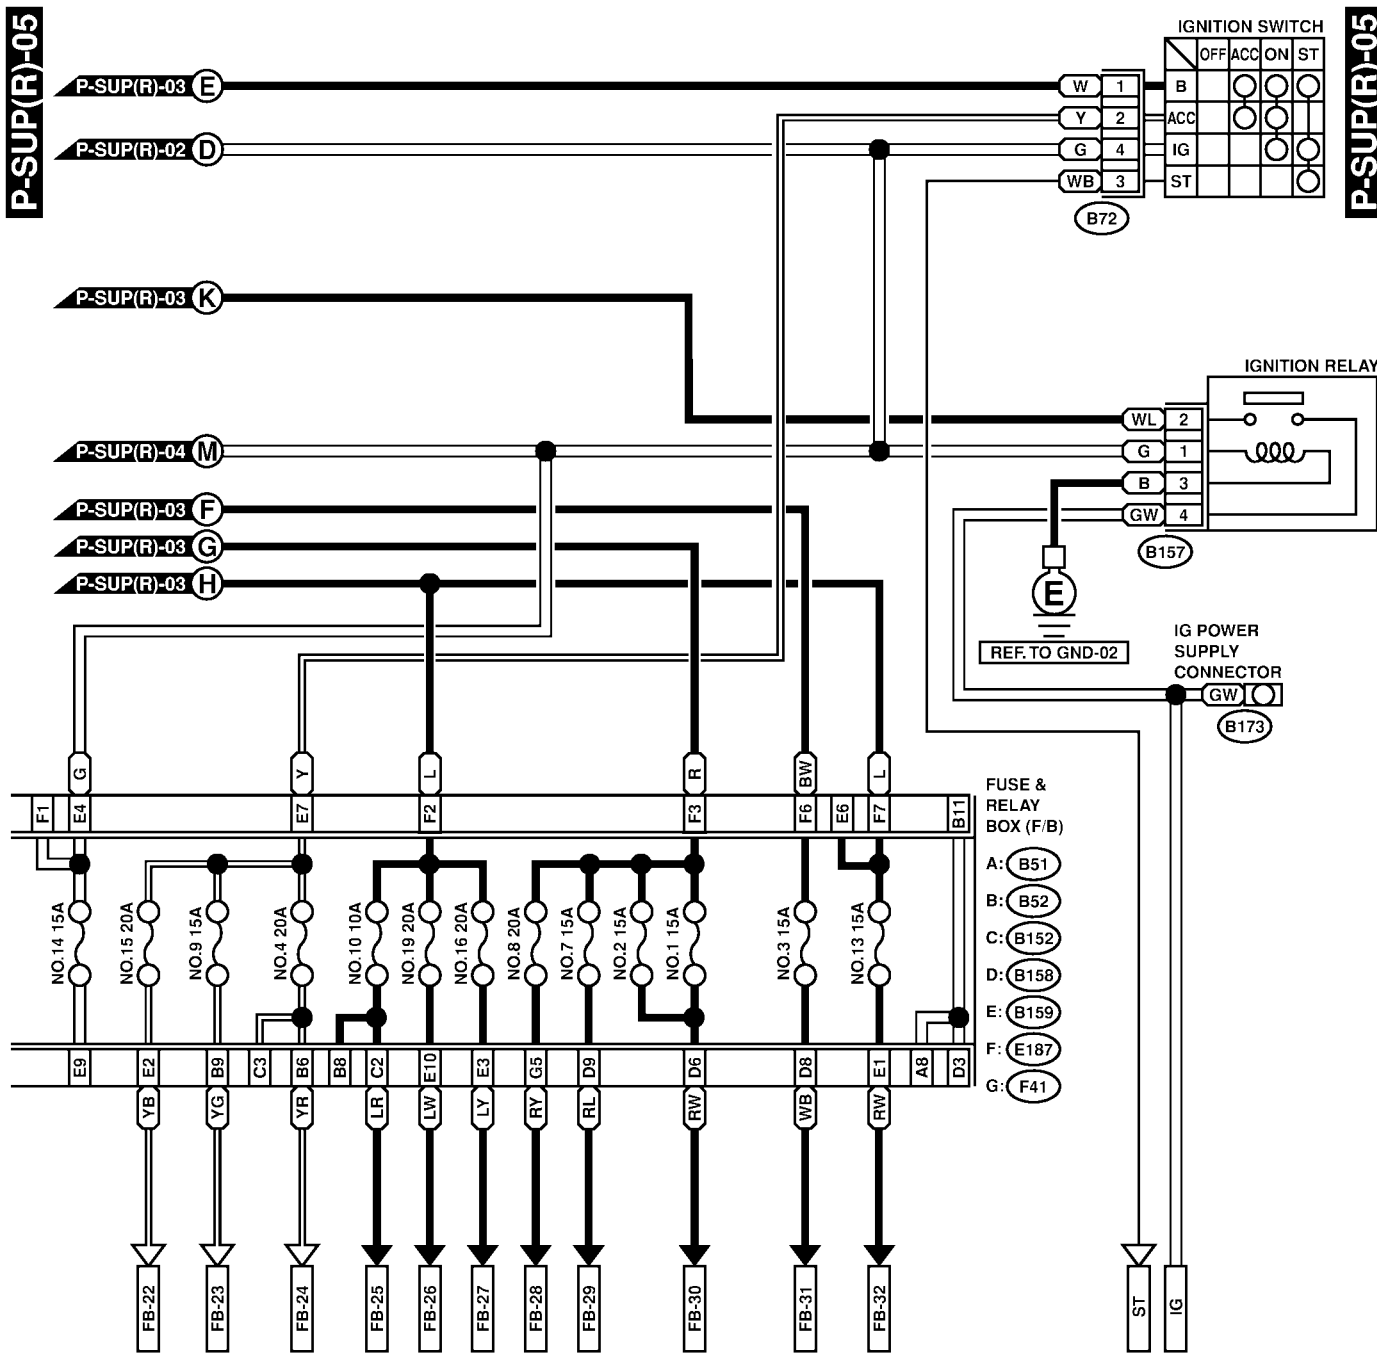 P-SUP(R)-05
P-SUP(R)-05
IGNITION SWITCH
OFF ACC ON ST
P-SUP(R)-03 E
W 1 B
Y 2 ACC
P-SUP(R)-02 D
G 4 IG
WB 3 ST
B72
P-SUP(R)-03 K
IGNITION RELAY
WL 2
P-SUP(R)-04 M
G 1
B 3
P-SUP(R)-03 F
GW 4
P-SUP(R)-03 G
B157
P-SUP(R)-03 H
E
REF. TO GND-02
IG POWER
SUPPLY
CONNECTOR
GW
B173
G Y L R BW L
F1 E4 E7 F2 F3 F6 E6 F7 B11
FUSE &
RELAY
BOX (F/B)
A: B51
B: B52
C: B152
D: B158
E: B159
F: E187
G: F41
NO.14 15A
NO.15 20A
NO.9 15A
NO.4 20A
NO.10 10A
NO.19 20A
NO.16 20A
NO.8 20A
NO.7 15A
NO.2 15A
NO.1 15A
NO.3 15A
NO.13 15A
E9 E2 B9 C3 B6 B8 C2 E10 E3 G5 D9 D6 D8 E1 A8 D3
YB YG YR LR LW LY RY RL RW WB RW
FB-22
FB-23
FB-24
FB-25
FB-26
FB-27
FB-28
FB-29
FB-30
FB-31
FB-32
ST
IG